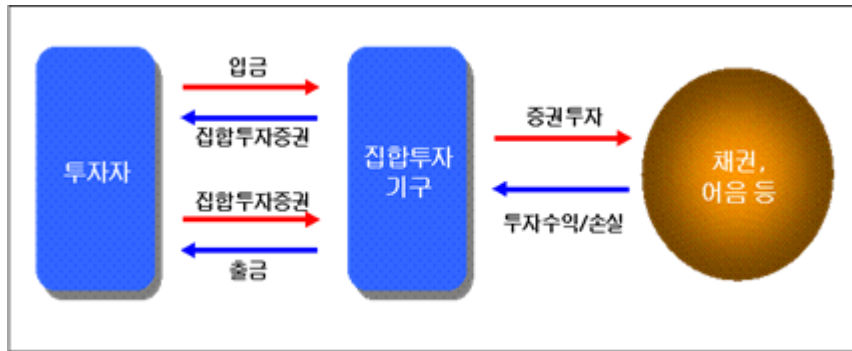 투자자
입금
집합투자증권
집합투자증권
출금
집합투자
기구
증권투자
투자수익/손실
채권,
어음 등